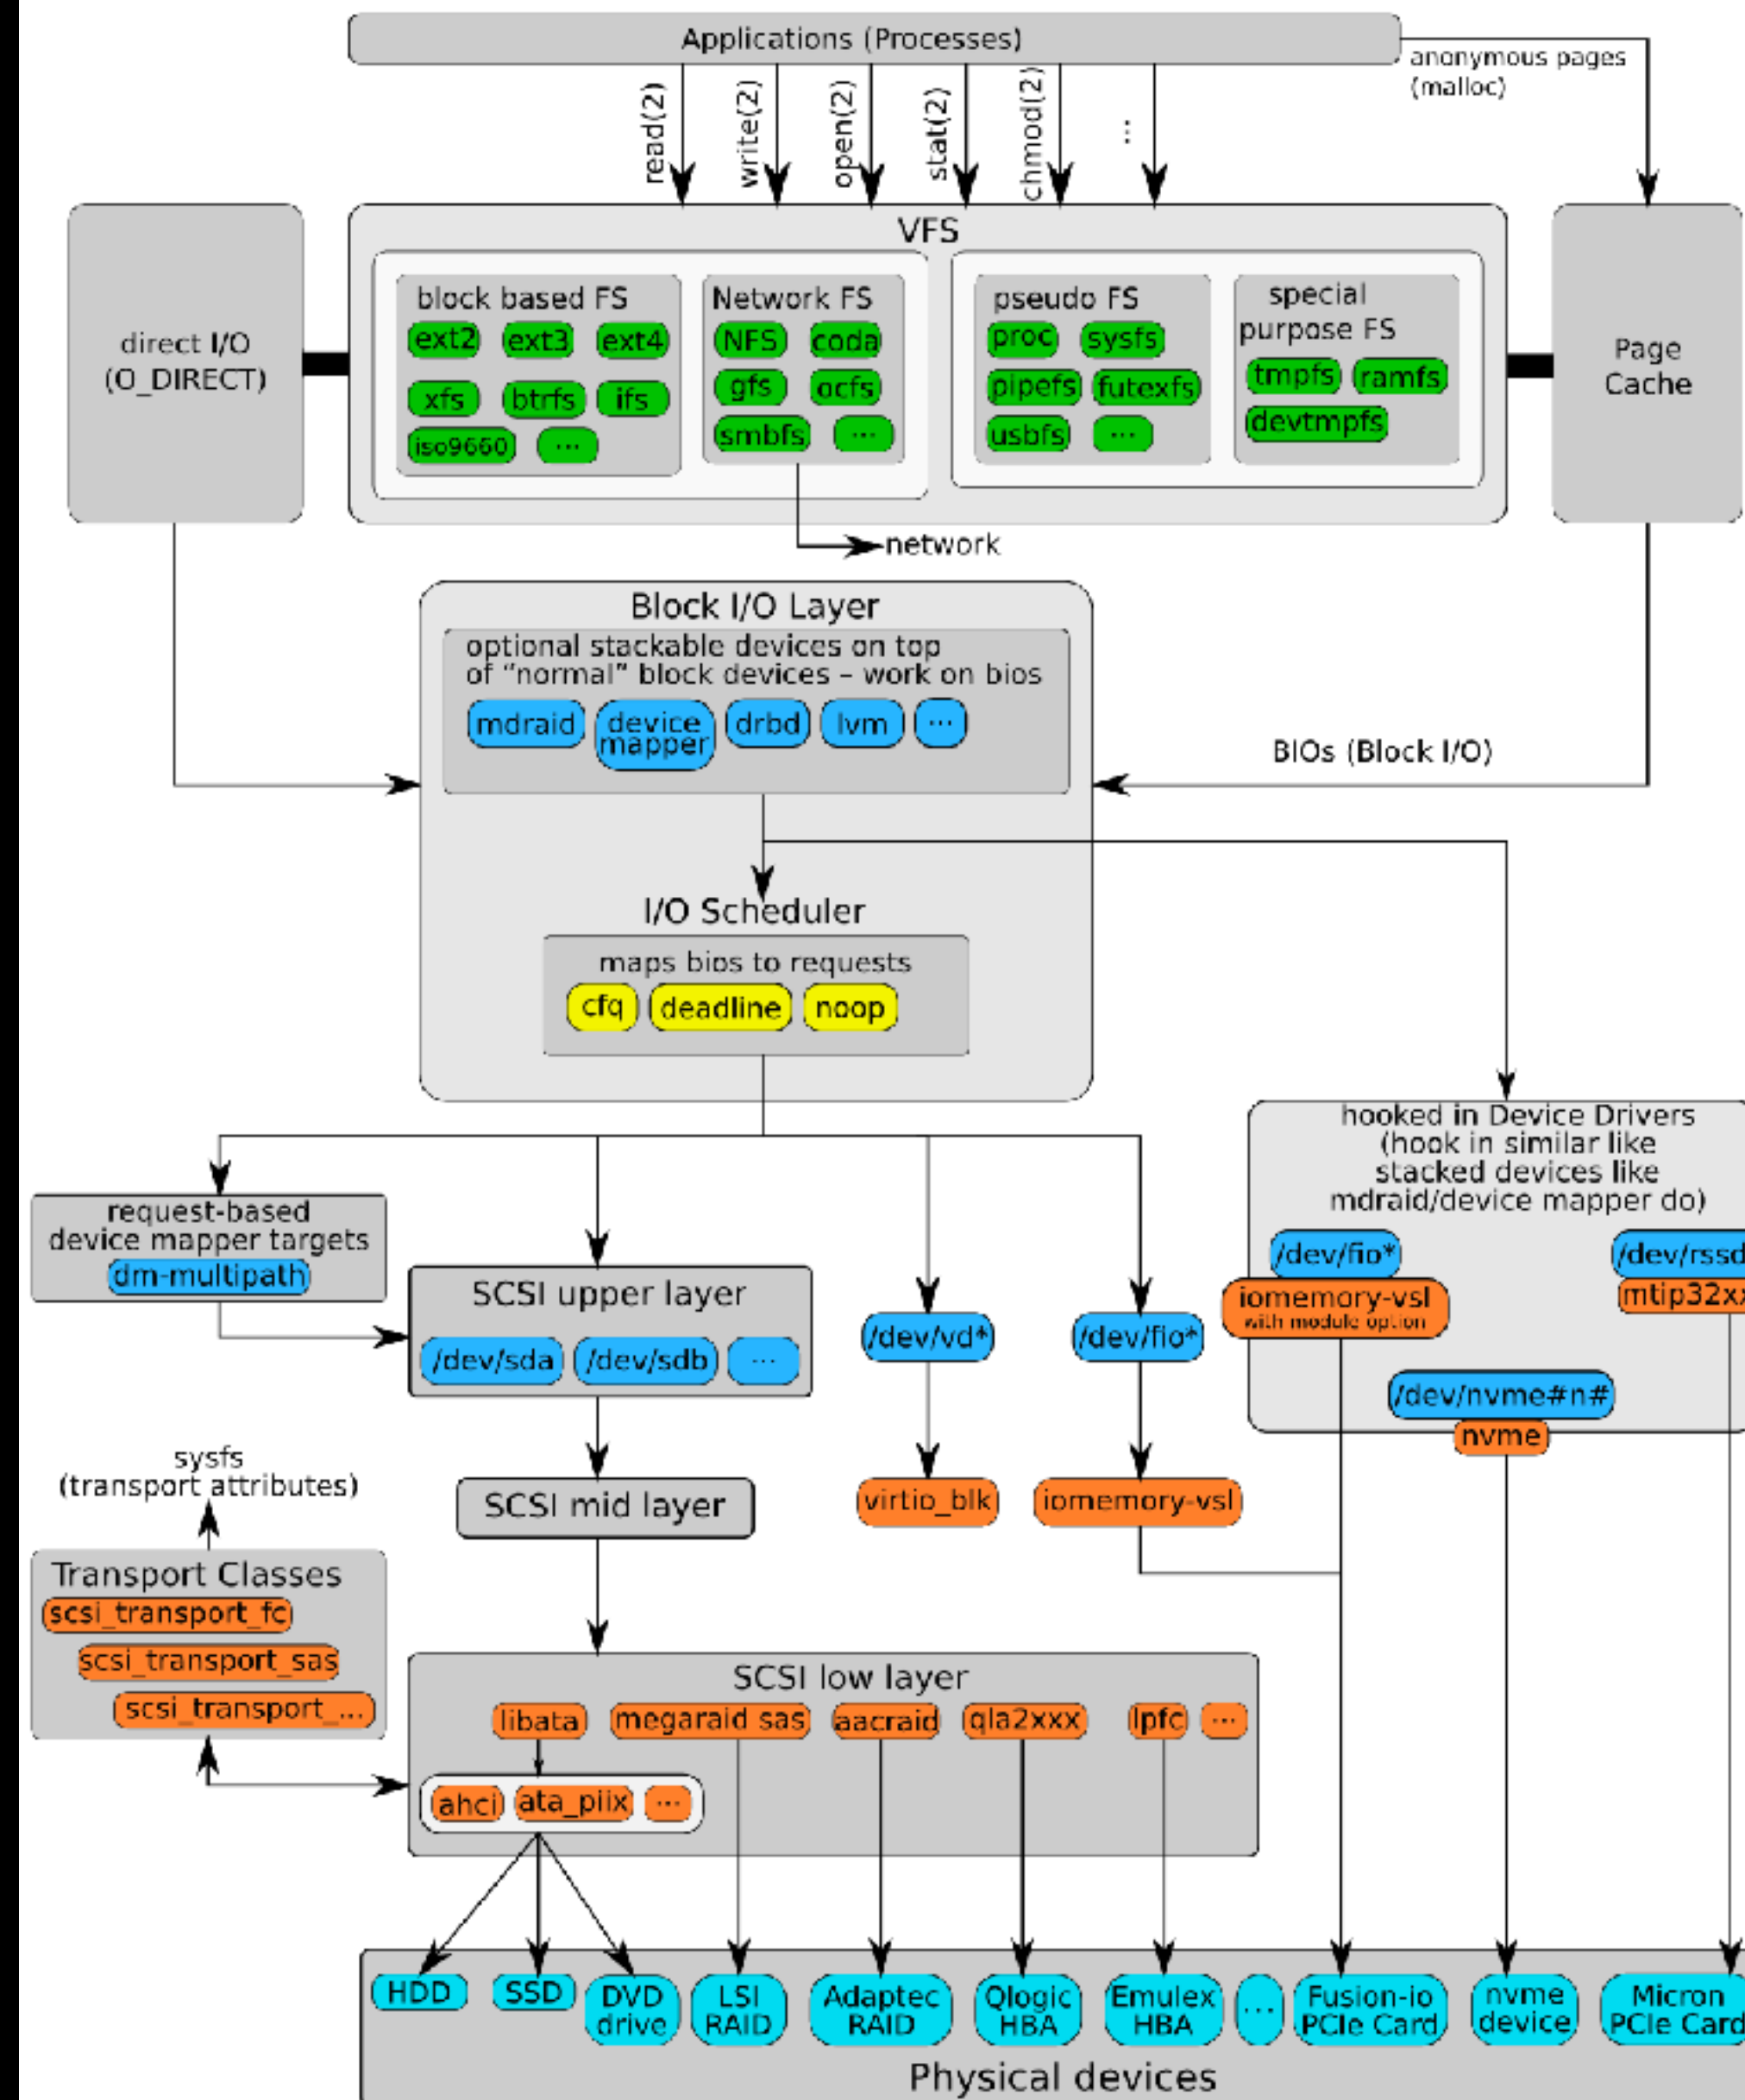 Applications (Processes)
anonymous pages
(malloc)
read(2)
write(2)
open(2)
stat(2)
chmod(2)
...
VFS
direct I/O
(O_DIRECT)
block based FS
ext2 ext3 ext4
xfs btrfs ifs
iso9660 ...
Network FS
NFS coda
gfs ocfs
smbfs ...
pseudo FS
proc sysfs
pipefs futexfs
usbfs ...
special
purpose FS
tmpfs ramfs
devtmpfs
Page
Cache
network
Block I/O Layer
optional stackable devices on top
of “normal” block devices – work on bios
mdraid device mapper drbd lvm ...
BIOs (Block I/O)
I/O Scheduler
maps bios to requests
cfq deadline noop
hooked in Device Drivers
(hook in similar like
stacked devices like
mdraid/device mapper do)
/dev/fio* /dev/rssd
iomemory-vsl mtip32xx
with module option
/dev/nvme#n#
nvme
request-based
device mapper targets
dm-multipath
SCSI upper layer
/dev/sda /dev/sdb ...
/dev/vd*
/dev/fio*
sysfs
(transport attributes)
SCSI mid layer
virtio_blk
iomemory-vsl
Transport Classes
scsi_transport_fc
scsi_transport_sas
scsi_transport_...
SCSI low layer
libata megaraid sas aacraid qla2xxx lpfc ...
ahci ata_piix ...
HDD
SSD
DVD
drive
LSI
RAID
Adaptec
RAID
Qlogic
HBA
Emulex
HBA
...
Fusion-io
PCIe Card
nvme
device
Micron
PCIe Card
Physical devices